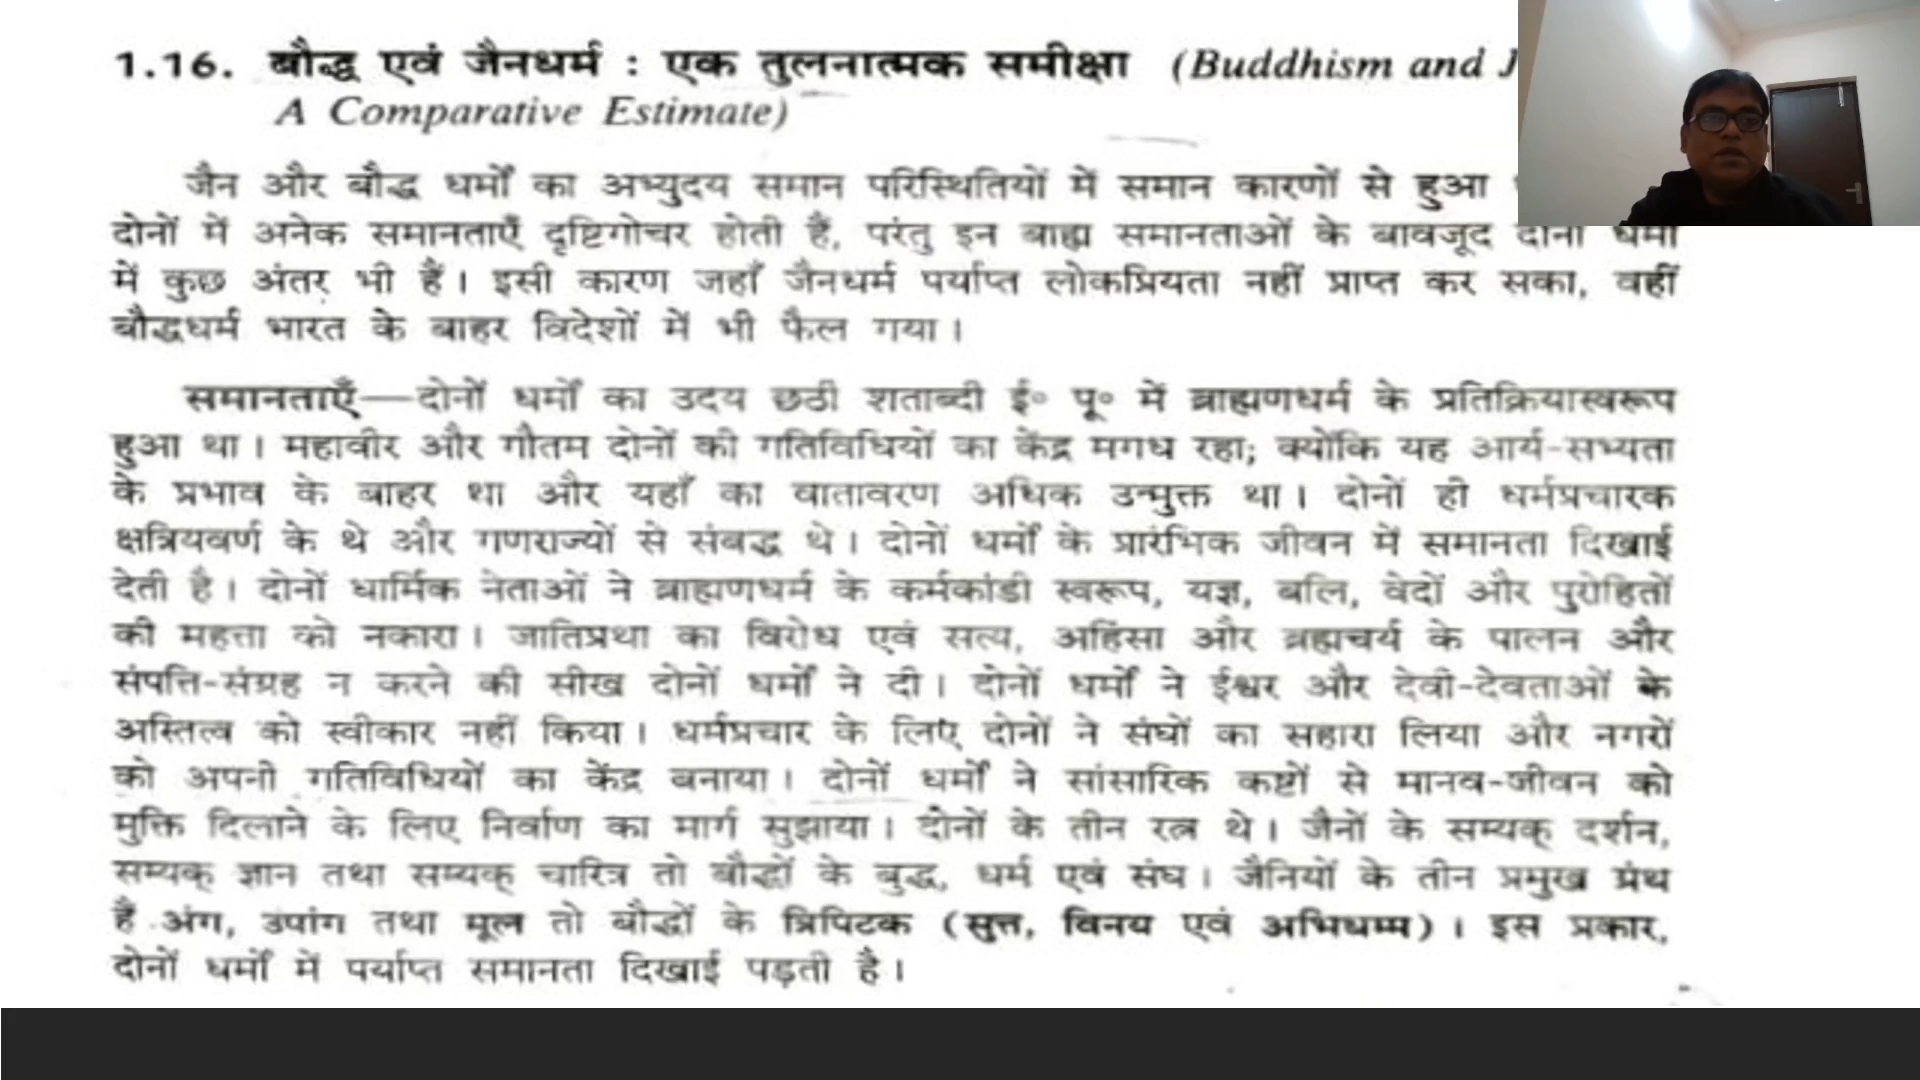 1.16. बौद्ध एवं जैनधर्म : एक तुलनात्मक समीक्षा (Buddhism and J
A Comparative Estimate)
जैन और बौद्ध धर्मों का अभ्युदय समान परिस्थितियों में समान कारणों से हुआ
दोनों में अनेक समानताएँ दृष्टिगोचर होती हैं, परंतु इन बाह्य समानताओं के बावजूद दोनों धर्मों
में कुछ अंतर भी हैं। इसी कारण जहाँ जैनधर्म पर्याप्त लोकप्रियता नहीं प्राप्त कर सका, वहीं
बौद्धधर्म भारत के बाहर विदेशों में भी फैल गया।
समानताएँ—दोनों धर्मों का उदय छठी शताब्दी ई॰ पू॰ में ब्राह्मणधर्म के प्रतिक्रियास्वरूप
हुआ था। महावीर और गौतम दोनों की गतिविधियों का केंद्र मगध रहा; क्योंकि यह आर्य-सभ्यता
के प्रभाव के बाहर था और यहाँ का वातावरण अधिक उन्मुक्त था। दोनों ही धर्मप्रचारक
क्षत्रियवर्ण के थे और गणराज्यों से संबद्ध थे। दोनों धर्मों के प्रारंभिक जीवन में समानता दिखाई
देती है। दोनों धार्मिक नेताओं ने ब्राह्मणधर्म के कर्मकांडी स्वरूप, यज्ञ, बलि, वेदों और पुरोहितों
की महत्ता को नकारा। जातिप्रथा का विरोध एवं सत्य, अहिंसा और ब्रह्मचर्य के पालन और
संपत्ति-संग्रह न करने की सीख दोनों धर्मों ने दी। दोनों धर्मों ने ईश्वर और देवी-देवताओं के
अस्तित्व को स्वीकार नहीं किया। धर्मप्रचार के लिए दोनों ने संघों का सहारा लिया और नगरों
को अपनी गतिविधियों का केंद्र बनाया। दोनों धर्मों ने सांसारिक कष्टों से मानव-जीवन को
मुक्ति दिलाने के लिए निर्वाण का मार्ग सुझाया। दोनों के तीन रत्न थे। जैनों के सम्यक् दर्शन,
सम्यक् ज्ञान तथा सम्यक् चारित्र तो बौद्धों के बुद्ध, धर्म एवं संघ। जैनियों के तीन प्रमुख ग्रंथ
हैं अंग, उपांग तथा मूल तो बौद्धों के त्रिपिटक (सुत्त, विनय एवं अभिधम्म)। इस प्रकार,
दोनों धर्मों में पर्याप्त समानता दिखाई पड़ती है।